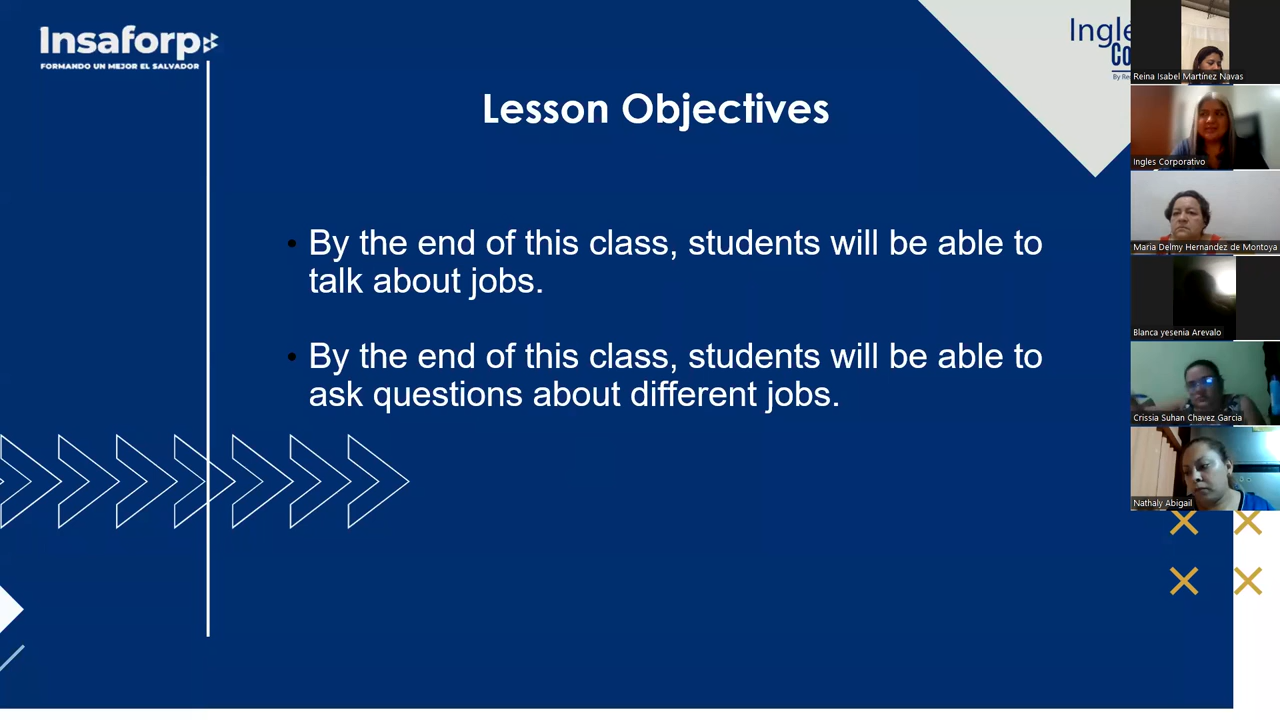 Insaforp
FORMANDO UN MEJOR EL SALVADOR
Lesson Objectives
• By the end of this class, students will be able to
talk about jobs.
• By the end of this class, students will be able to
ask questions about different jobs.
Reina Isabel Martínez Navas
Ingles Corporativo
Maria Delmy Hernandez de Montoya
Blanca yesenia Arevalo
Crissia Suhan Chavez Garcia
Nathaly Abigail